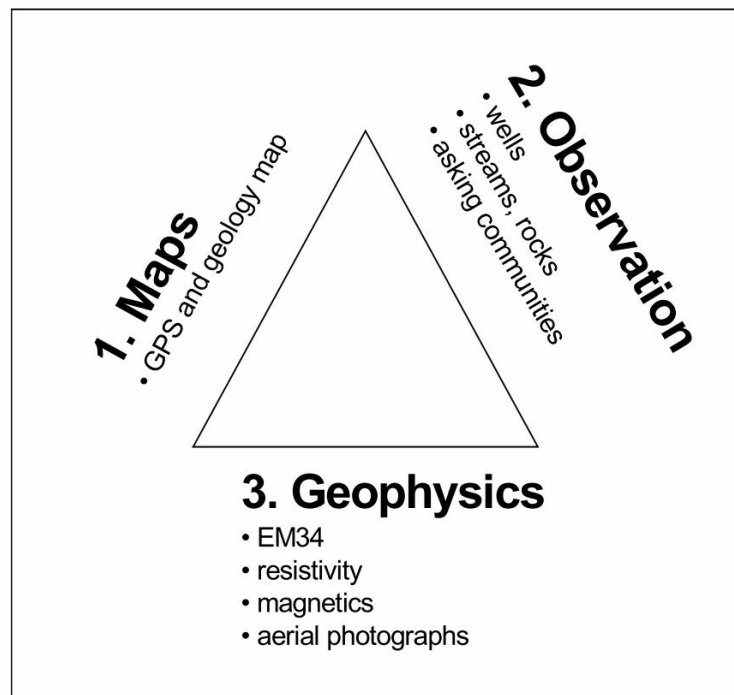 1. Maps
• GPS and geology map
2. Observation
• wells
• streams, rocks
• asking communities
3. Geophysics
• EM34
• resistivity
• magnetics
• aerial photographs